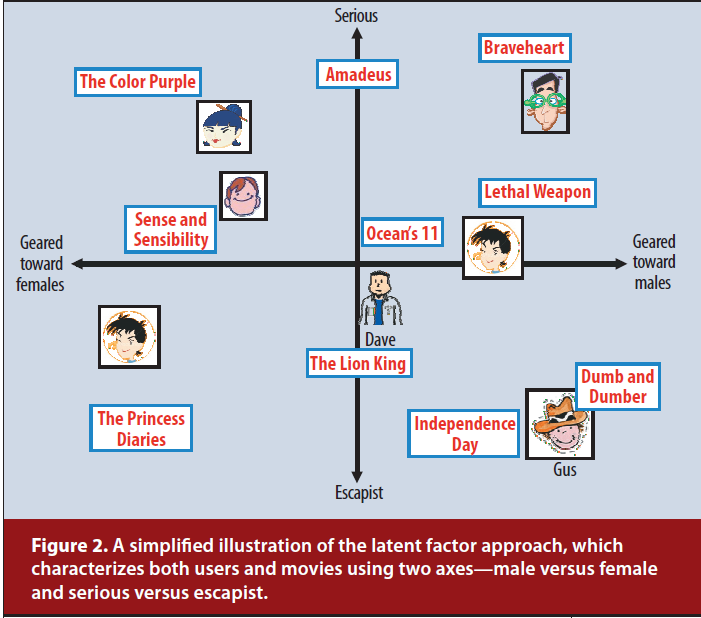 Serious
Braveheart
Amadeus
The Color Purple
Lethal Weapon
Sense and
Sensibility
Ocean's 11
Geared
toward
females
Geared
toward
males
Dave
The Lion King
Dumb and
Dumber
The Princess
Diaries
Independence
Day
Gus
Escapist
Figure 2. A simplified illustration of the latent factor approach, which
characterizes both users and movies using two axes—male versus female
and serious versus escapist.